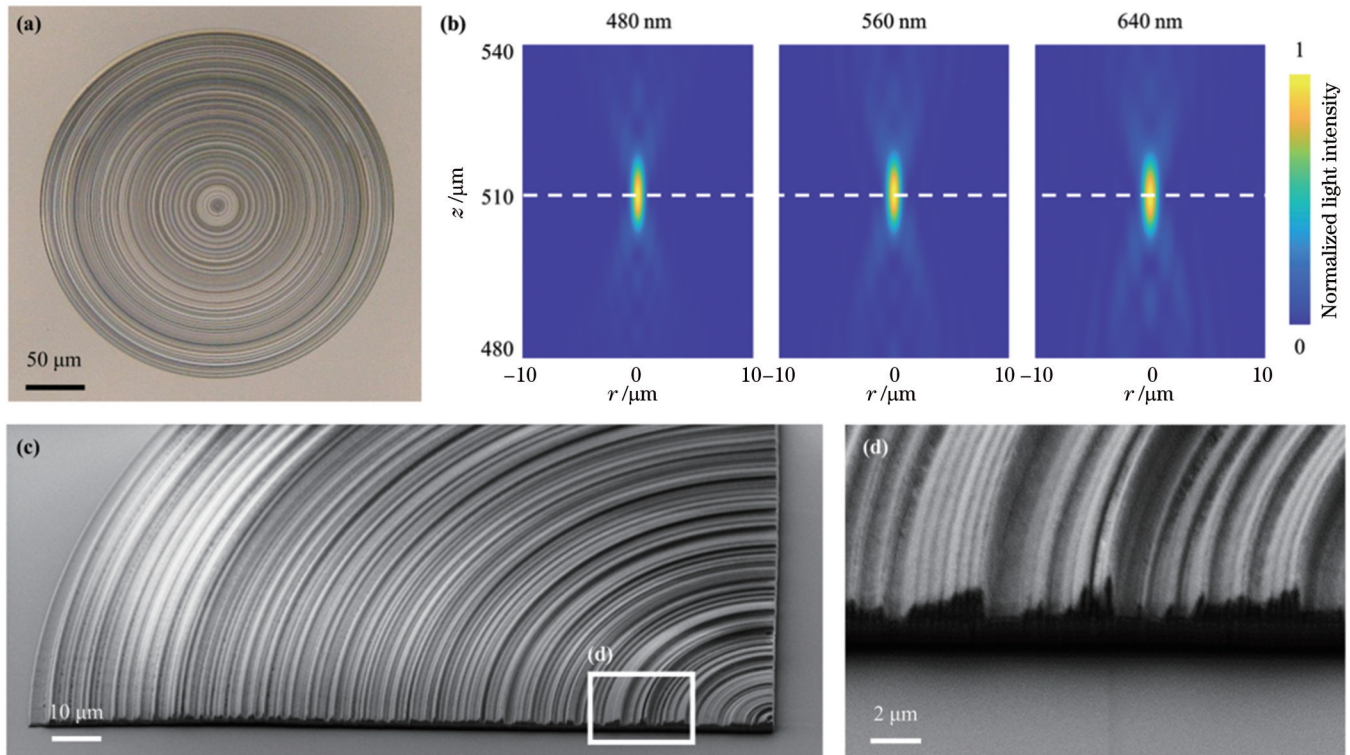 (a)
50 μm
(b)
480 nm
560 nm
640 nm
540
510
480
z/μm
−10
0
10
r/μm
−10
0
10
r/μm
−10
0
10
r/μm
1
0
Normalized light intensity
(c)
(d)
10 μm
(d)
2 μm